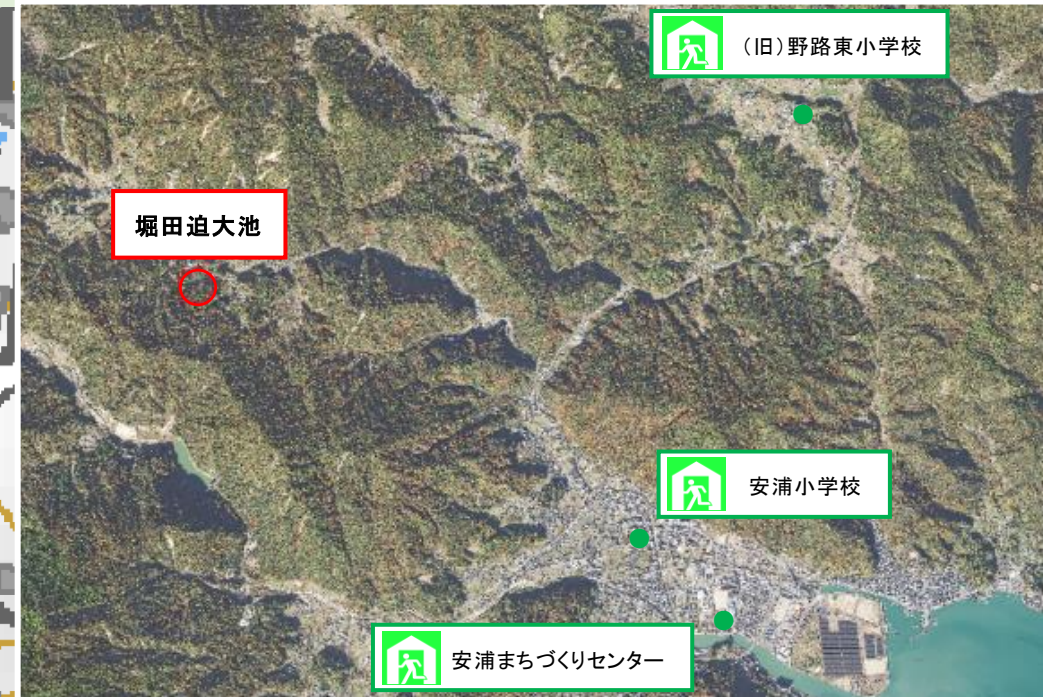 （旧）野路東小学校
堀田迫大池
安浦小学校
安浦まちづくりセンター